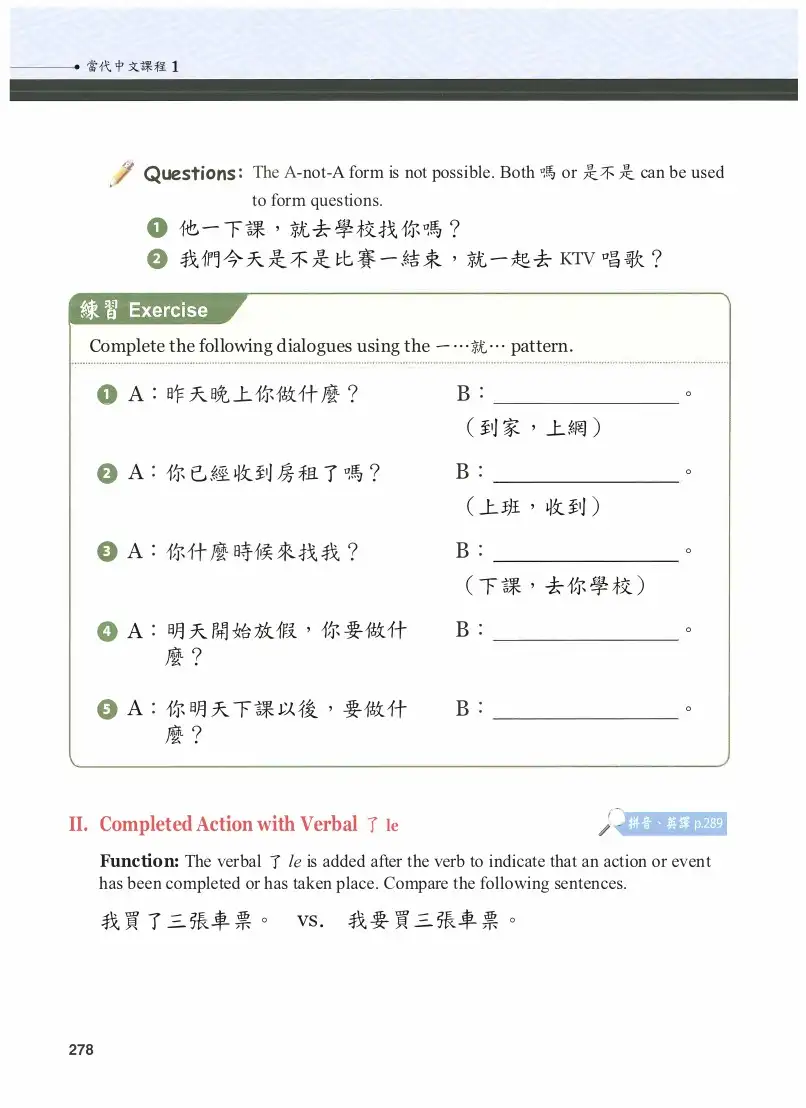 當代中文課程 1
Questions: The A-not-A form is not possible. Both 嗎 or 是不是 can be used
to form questions.
1 他一下課，就去學校找你嗎？
2 我們今天是不是比賽一結束，就一起去 KTV 唱歌？
練習 Exercise
Complete the following dialogues using the 一…就… pattern.
1 A：昨天晚上你做什麼？ B：____________________。
（到家，上網）
2 A：你已經收到房租了嗎？ B：____________________。
（上班，收到）
3 A：你什麼時候來找我？ B：____________________。
（下課，去你學校）
4 A：明天開始放假，你要做什 B：____________________。
麼？
5 A：你明天下課以後，要做什 B：____________________。
麼？
II. Completed Action with Verbal 了 le
拼音、英譯 p.289
Function: The verbal 了 le is added after the verb to indicate that an action or event
has been completed or has taken place. Compare the following sentences.
我買了三張車票。 vs. 我要買三張車票。
278